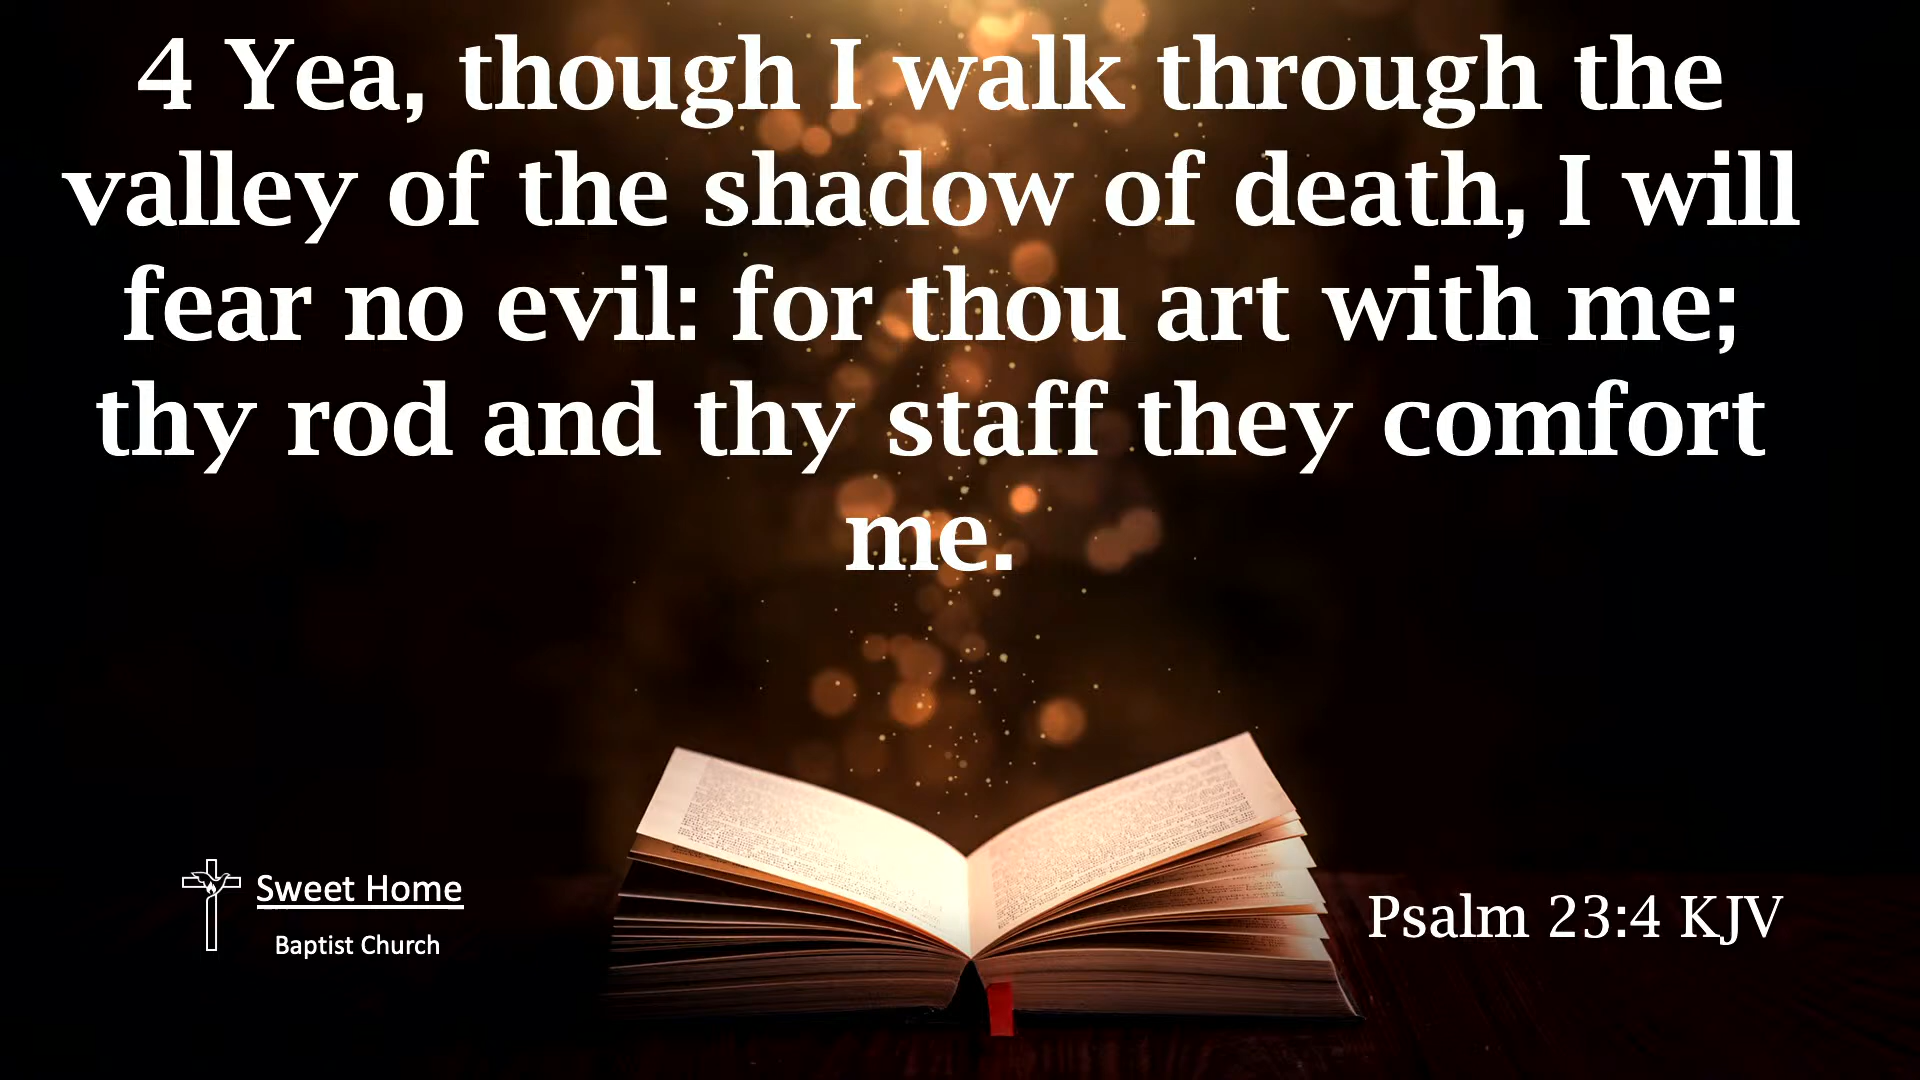 4 Yea, though I walk through the
valley of the shadow of death, I will
fear no evil: for thou art with me;
thy rod and thy staff they comfort
me.
Sweet Home
Baptist Church
Psalm 23:4 KJV